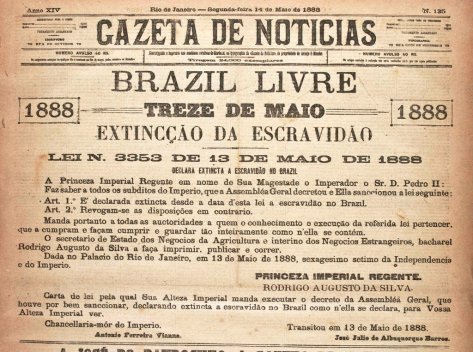 Anno XIV
Rio de Janeiro — Segunda-feira 14 de Maio de 1888
N. 135
GAZETA DE NOTICIAS
NUMERO AVULSO 40 RS.
Tiragem 24,000 exemplares
NUMERO AVULSO 40 RS.
BRAZIL LIVRE
1888
TREZE DE MAIO
1888
EXTINCÇÃO DA ESCRAVIDÃO
LEI N. 3353 DE 13 DE MAIO DE 1888
DECLARA EXTINCTA A ESCRAVIDÃO NO BRAZIL
A Princeza Imperial Regente em nome de Sua Magestade o Imperador o Sr. D. Pedro II:
Faz saber a todos os subditos do Imperio, que a Assembléa Geral decretou e Ella sanccionou a lei seguinte:
Art. 1.º E' declarada extincta desde a data d'esta lei a escravidão no Brazil.
Art. 2.º Revogam-se as disposições em contrario.
Manda portanto a todas as auctoridades a quem o conhecimento e execução da referida lei pertencer,
que a cumpram e façam cumprir e guardar tão inteiramente como n'ella se contém.
O secretario de Estado dos Negocios da Agricultura e interino dos Negocios Estrangeiros, bacharel
Rodrigo Augusto da Silva a faça imprimir, publicar e correr.
Dada no Palacio do Rio de Janeiro, em 13 de Maio de 1888, sexagesimo setimo da Independencia
e do Imperio.
PRINCEZA IMPERIAL REGENTE.
RODRIGO AUGUSTO DA SILVA.
Carta de lei pela qual Sua Alteza Imperial manda executar o decreto da Assembléa Geral, que
houve por bem sanccionar, declarando extincta a escravidão no Brazil como n'ella se declara, para Vossa
Alteza Imperial ver.
Chancellaria-mór do Imperio.
Transitou em 13 de Maio de 1888.
Antonio Ferreira Vianna.
José Julio de Albuquerque Barros.